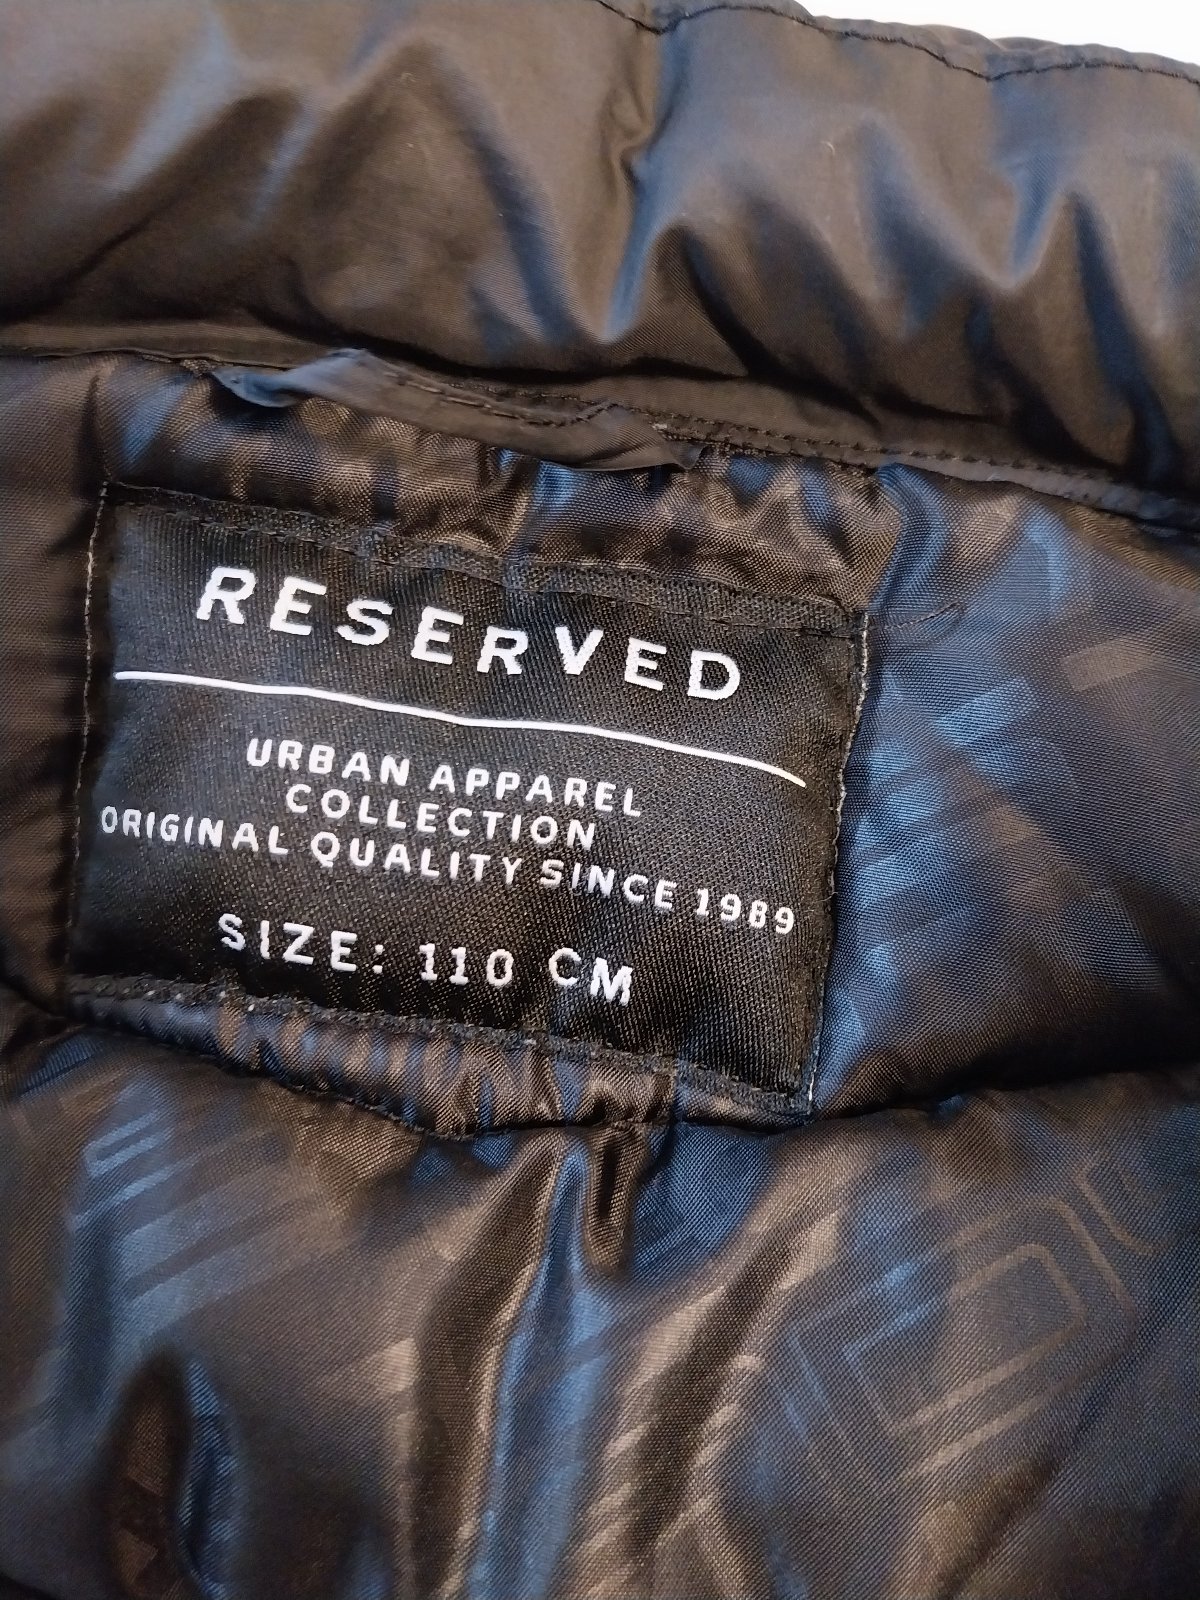 RESERVED
URBAN APPAREL
COLLECTION
ORIGINAL QUALITY SINCE 1989
SIZE: 110 CM